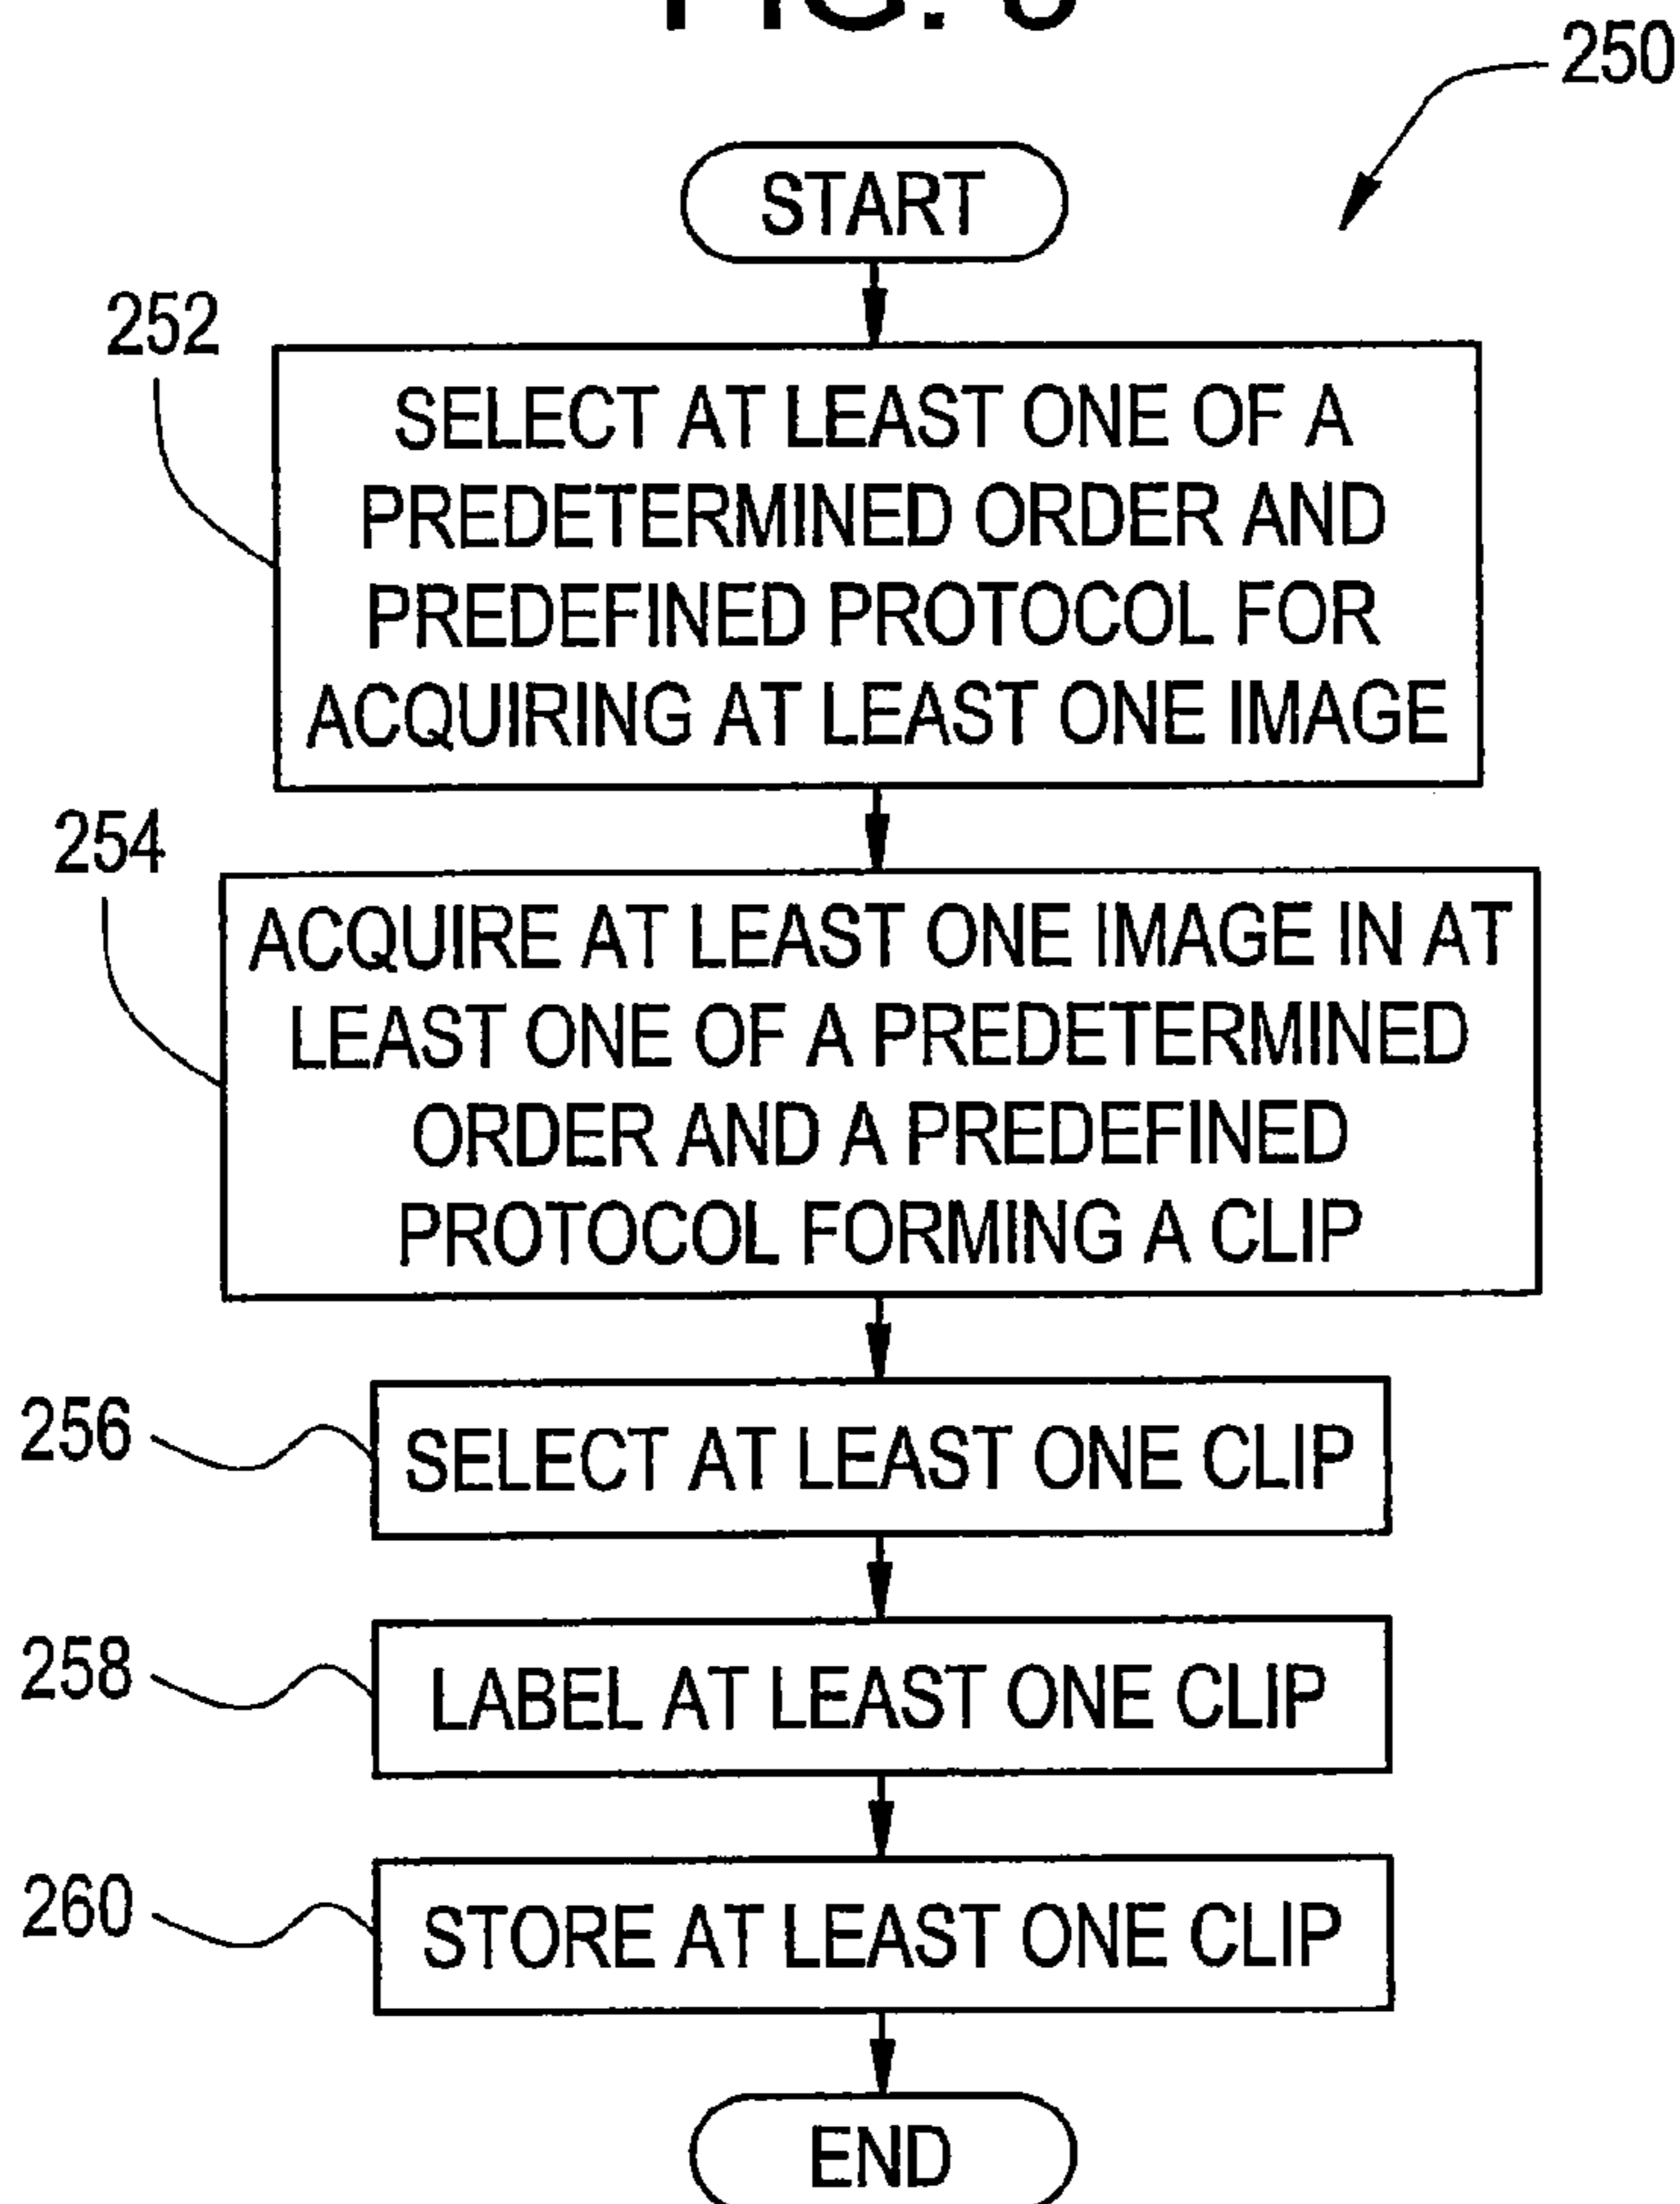 FIG.
250
START
252
SELECT AT LEAST ONE OF A
PREDETERMINED ORDER AND
PREDEFINED PROTOCOL FOR
ACQUIRING AT LEAST ONE IMAGE
254
ACQUIRE AT LEAST ONE IMAGE IN AT
LEAST ONE OF A PREDETERMINED
ORDER AND A PREDEFINED
PROTOCOL FORMING A CLIP
256
SELECT AT LEAST ONE CLIP
258
LABEL AT LEAST ONE CLIP
260
STORE AT LEAST ONE CLIP
END